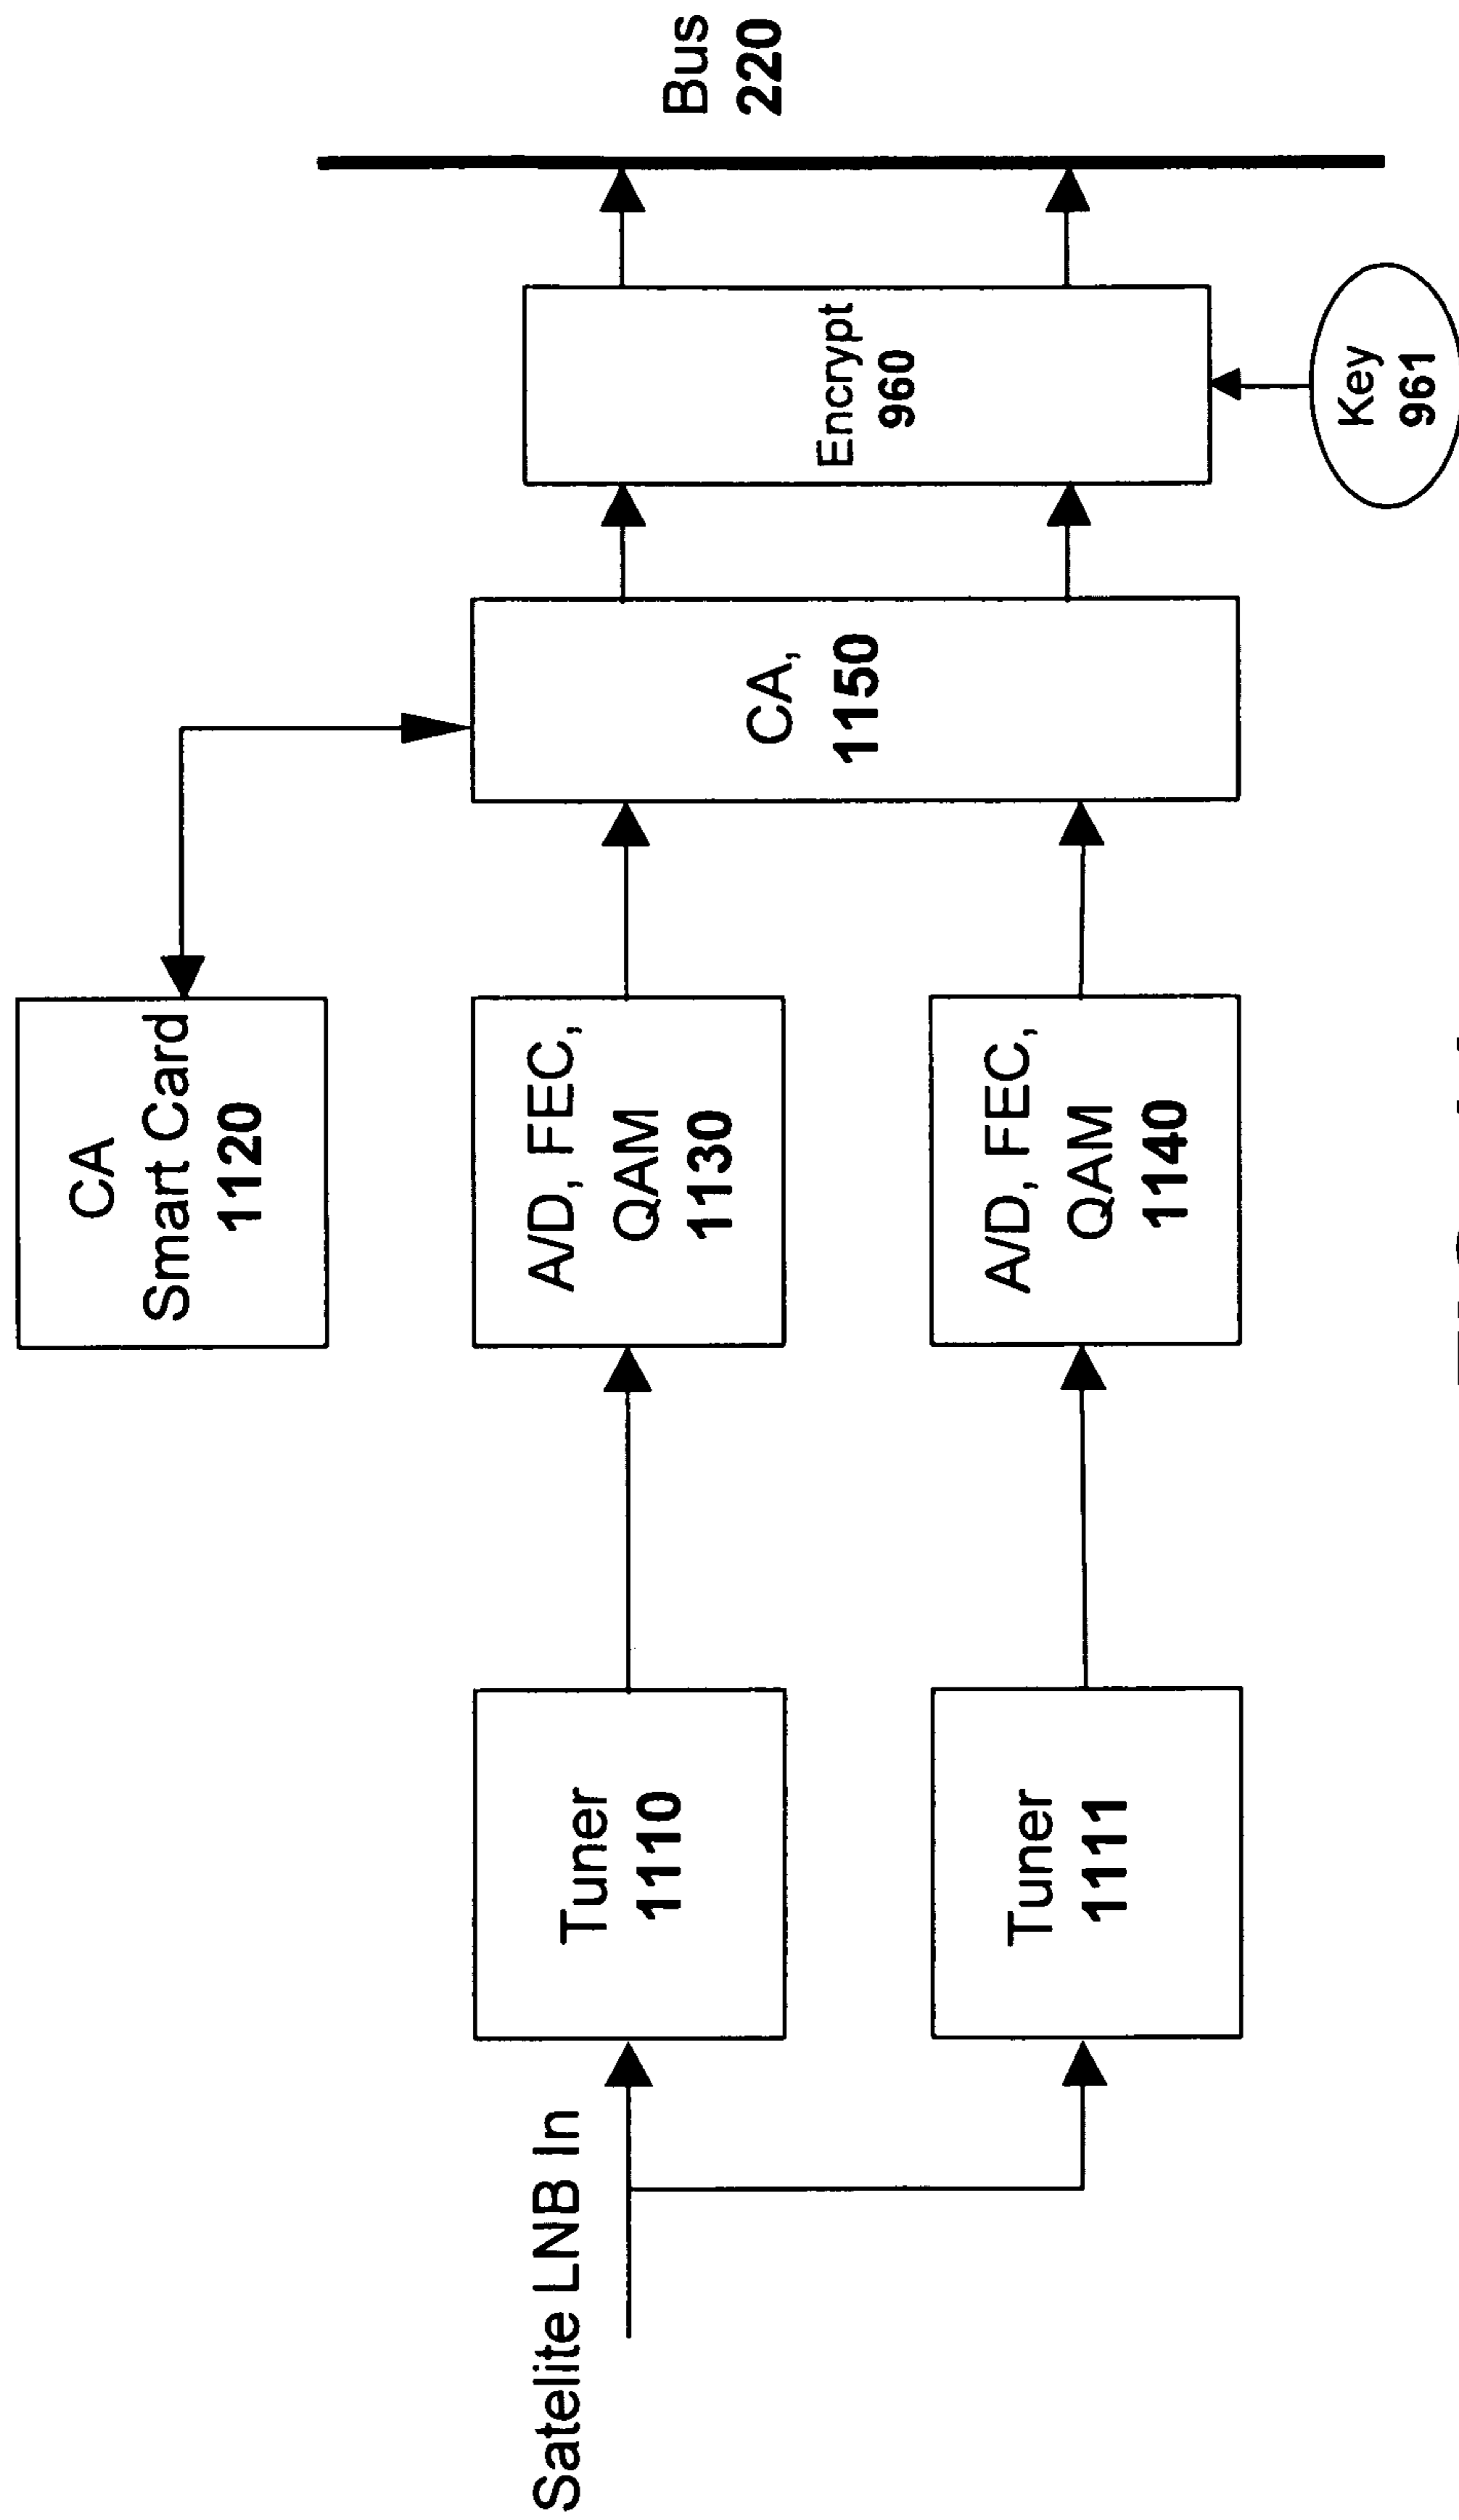 Satelite LNB In
Tuner
1110
Tuner
1111
CA
Smart Card
1120
A/D, FEC,
QAM
1130
A/D, FEC,
QAM
1140
CA,
1150
Encrypt
960
Key
961
Bus
220